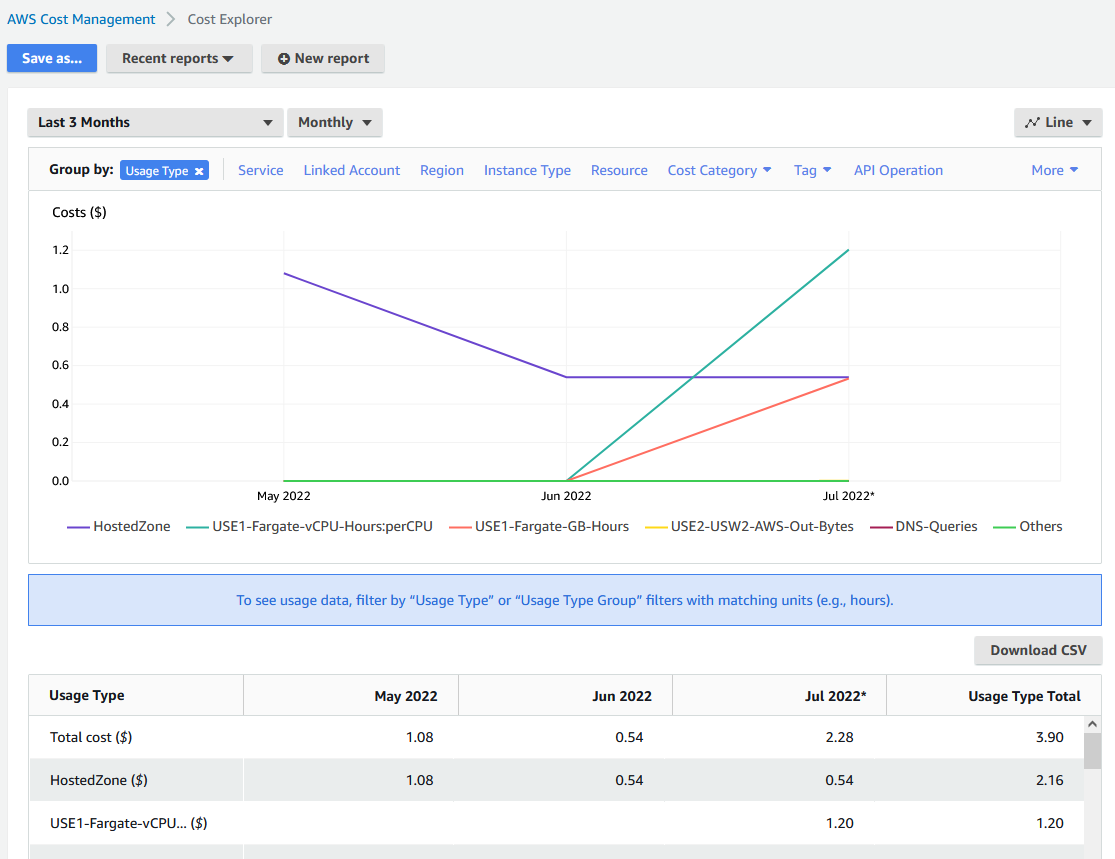 AWS Cost Management > Cost Explorer
Save as... Recent reports New report
Last 3 Months Monthly Line
Group by: Usage Type × Service Linked Account Region Instance Type Resource Cost Category Tag API Operation More
Costs ($)
1.2
1.0
0.8
0.6
0.4
0.2
0.0
May 2022 Jun 2022 Jul 2022*
HostedZone USE1-Fargate-vCPU-Hours:perCPU USE1-Fargate-GB-Hours USE2-USW2-AWS-Out-Bytes DNS-Queries Others
To see usage data, filter by “Usage Type” or “Usage Type Group” filters with matching units (e.g., hours).
Download CSV
Usage Type May 2022 Jun 2022 Jul 2022* Usage Type Total
Total cost ($) 1.08 0.54 2.28 3.90
HostedZone ($) 1.08 0.54 0.54 2.16
USE1-Fargate-vCPU... ($) 1.20 1.20